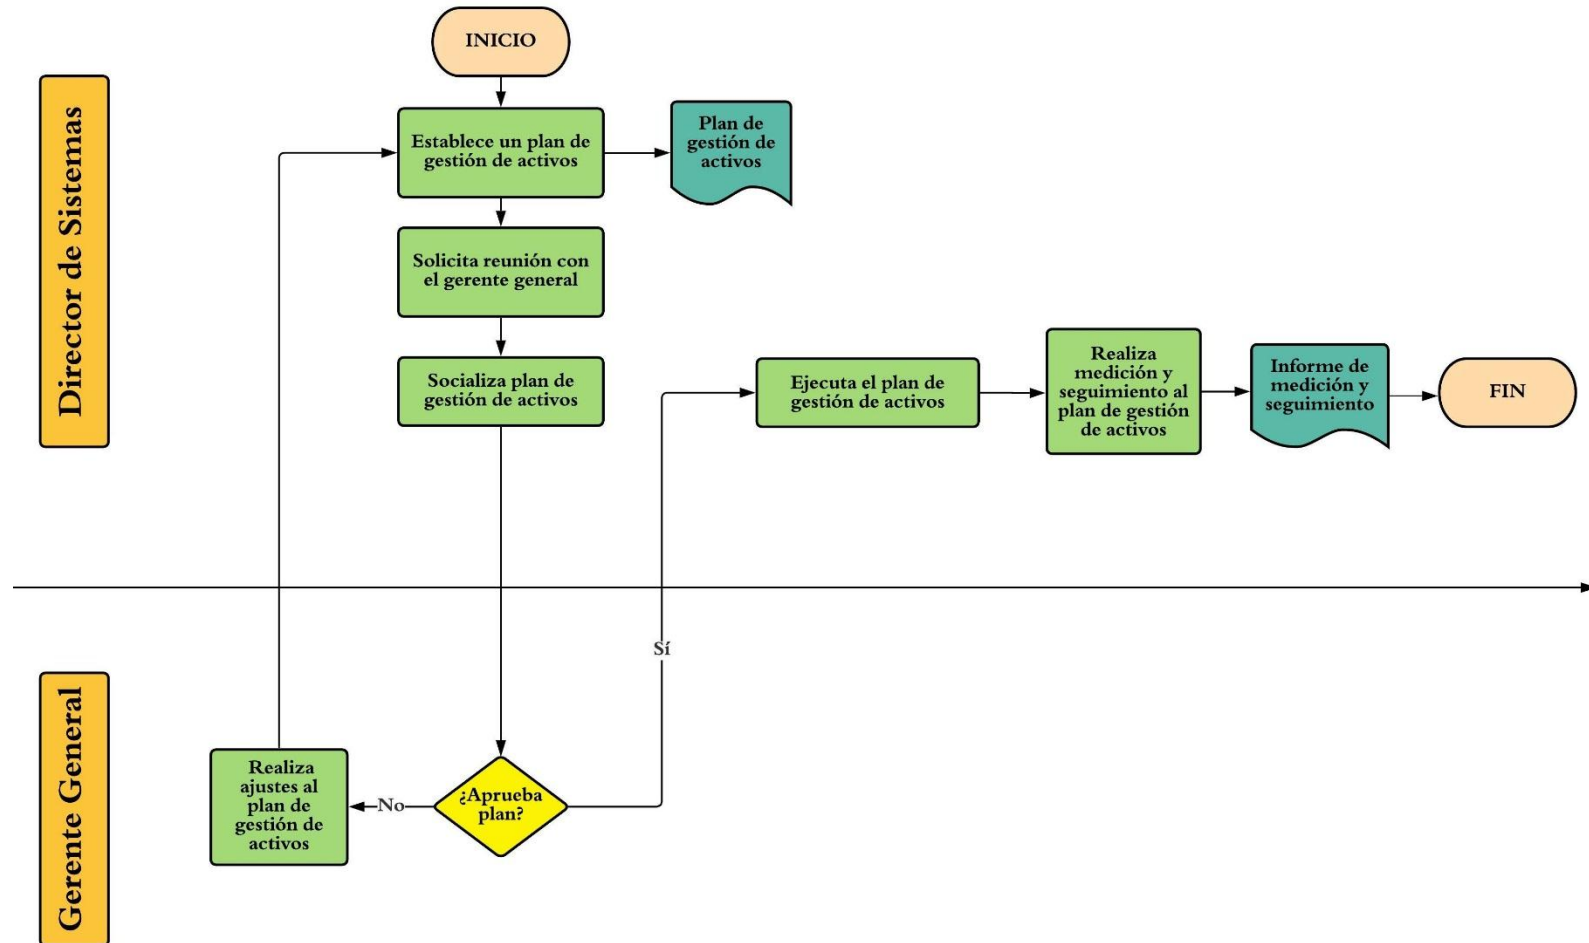 INICIO
Director de Sistemas
Establece un plan de
gestión de activos
Plan de
gestión de
activos
Solicita reunión con
el gerente general
Socializa plan de
gestión de activos
Ejecuta el plan de
gestión de activos
Realiza
medición y
seguimiento al
plan de gestión
de activos
Informe de
medición y
seguimiento
FIN
Sí
Gerente General
Realiza
ajustes al
plan de
gestión de
activos
No
¿Aprueba
plan?